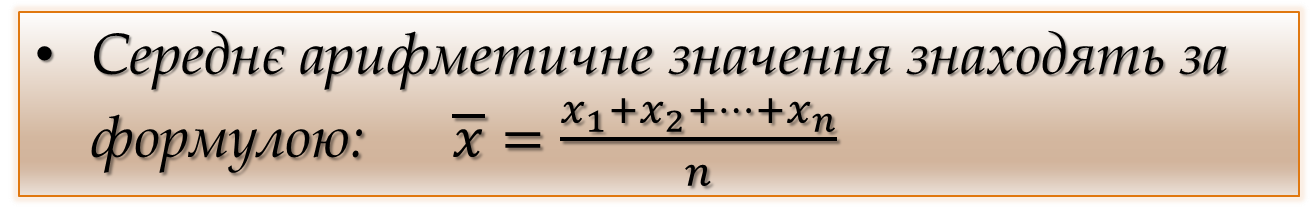 • Середнє арифметичне значення знаходять за
формулою: x̅ = (x₁+x₂+⋯+xₙ)/n